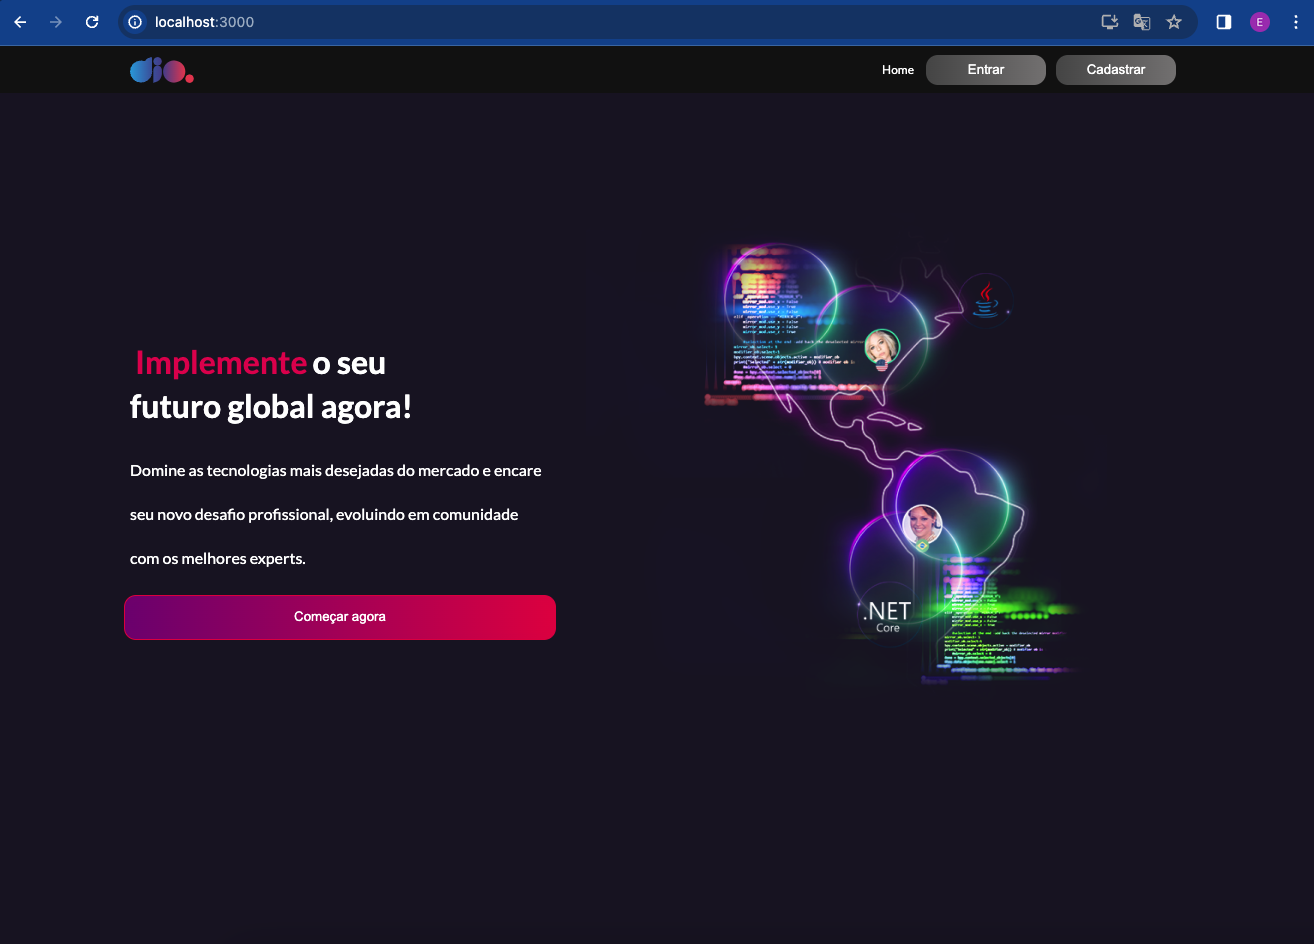 localhost:3000
E
dio.
Home
Entrar
Cadastrar
Implemente o seu
futuro global agora!
Domine as tecnologias mais desejadas do mercado e encare
seu novo desafio profissional, evoluindo em comunidade
com os melhores experts.
Começar agora
.NET
Core